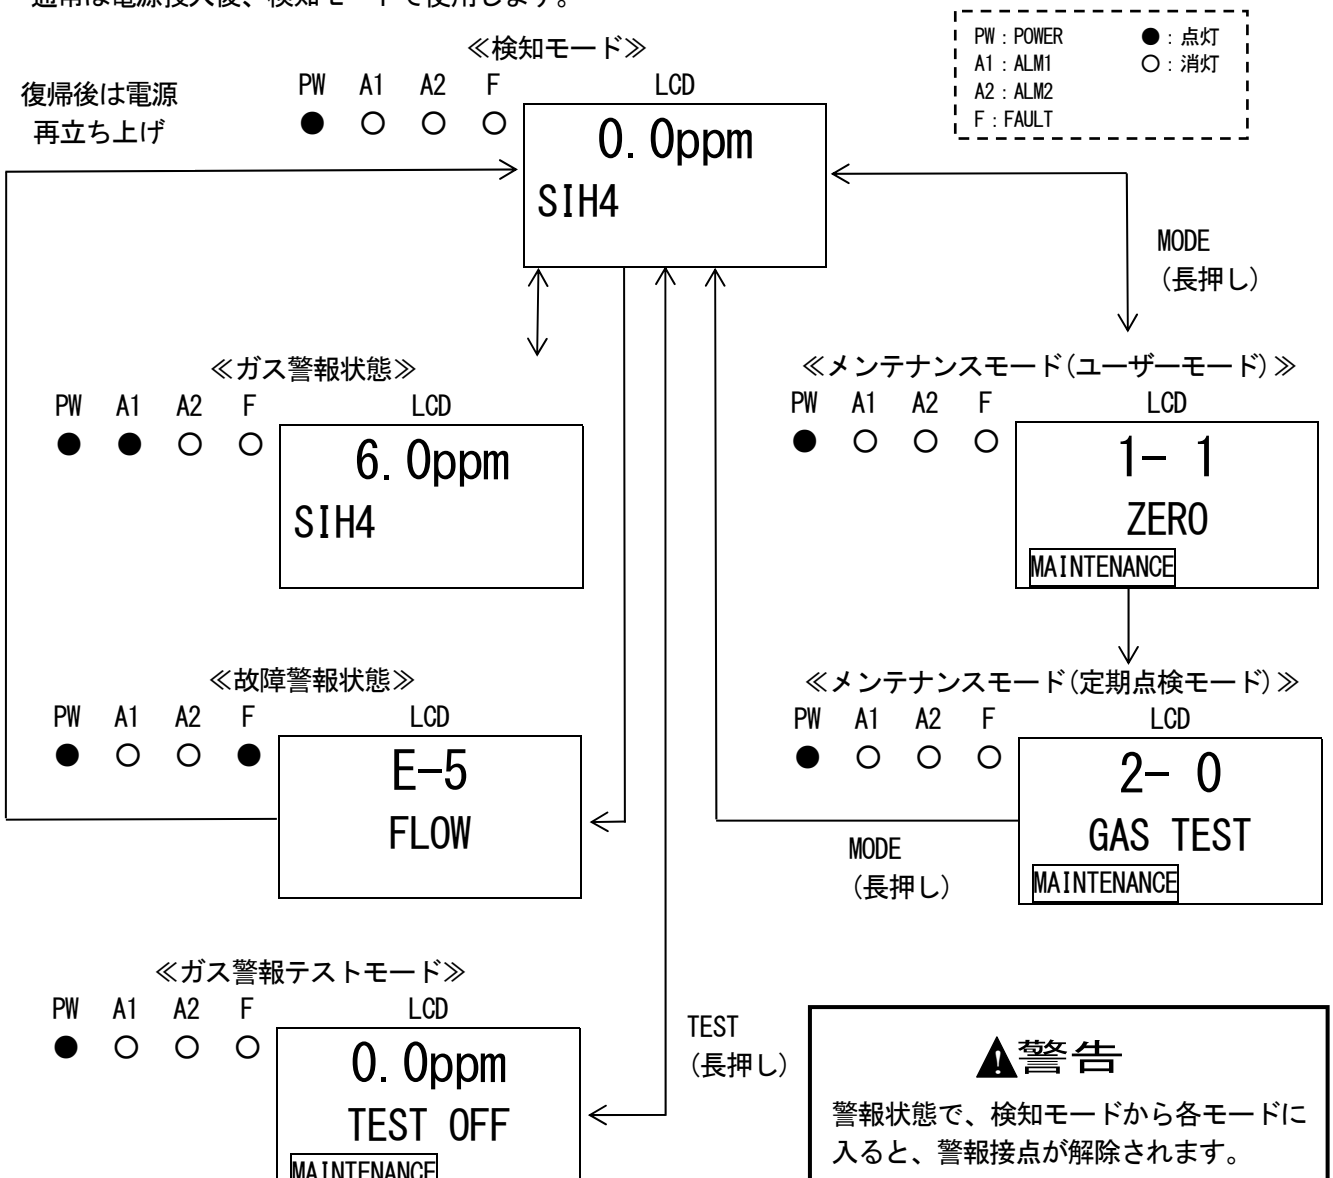 通常は電源投入後、検知モードで使用します。
PW : POWER ● : 点灯
A1 : ALM1 ○ : 消灯
A2 : ALM2
F : FAULT
≪検知モード≫
復帰後は電源
再立ち上げ
PW A1 A2 F LCD
● ○ ○ ○
0.0ppm
SIH4
MODE
(長押し)
≪ガス警報状態≫
PW A1 A2 F LCD
● ● ○ ○
6.0ppm
SIH4
≪メンテナンスモード(ユーザーモード)≫
PW A1 A2 F LCD
● ○ ○ ○
1- 1
ZERO
MAINTENANCE
≪故障警報状態≫
PW A1 A2 F LCD
● ○ ○ ●
E-5
FLOW
≪メンテナンスモード(定期点検モード)≫
PW A1 A2 F LCD
● ○ ○ ○
2- 0
GAS TEST
MAINTENANCE
MODE
(長押し)
≪ガス警報テストモード≫
PW A1 A2 F LCD
● ○ ○ ○
0.0ppm
TEST OFF
MAINTENANCE
TEST
(長押し)
警告
警報状態で、検知モードから各モードに
入ると、警報接点が解除されます。